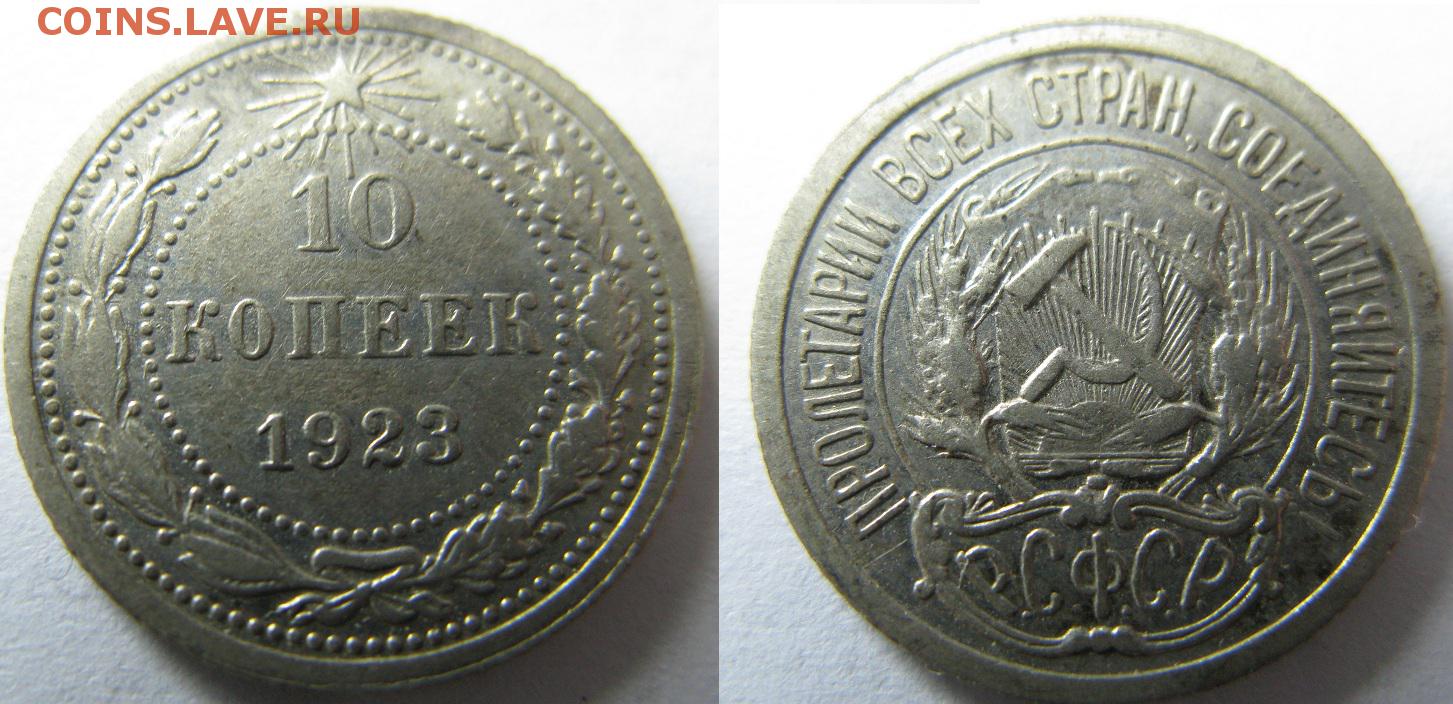 COINS.LAVE.RU
10
КОПЕЕК
1923
ПРОЛЕТАРИИ ВСЕХ СТРАН, СОЕДИНЯЙТЕСЬ!
Р.С.Ф.С.Р.